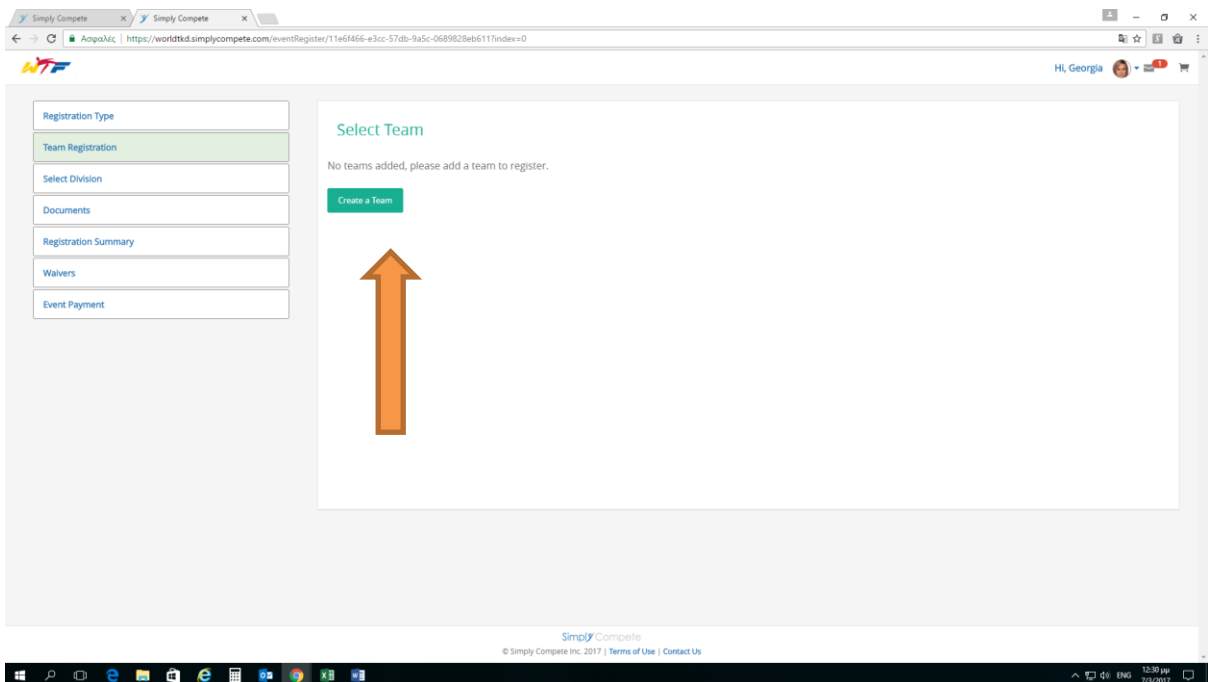 Simply Compete × Simply Compete ×
Ασφαλές | https://worldtkd.simplycompete.com/eventRegister/11e6f466-e3cc-57db-9a5c-0689828eb611?index=0
WTF
Hi, Georgia 1
Registration Type
Team Registration
Select Division
Documents
Registration Summary
Waivers
Event Payment
Select Team
No teams added, please add a team to register.
Create a Team
Simply Compete
© Simply Compete Inc. 2017 | Terms of Use | Contact Us
ENG 12:30 μμ
7/3/2017